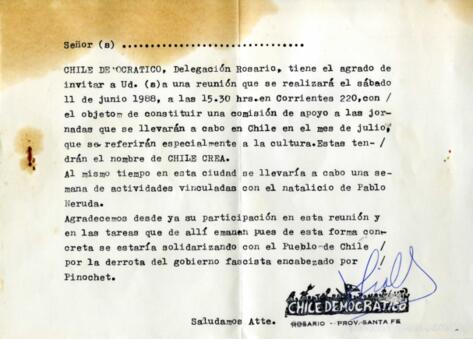 Señor (s) ................................
CHILE DEMOCRATICO, Delegación Rosario, tiene el agrado de
invitar a Ud. (s)a una reunión que se realizará el sábado
11 de junio 1988, a las 15.30 hrs.en Corrientes 220,con /
el objetom de constituir una comisión de apoyo a las jor-
nadas que se llevarán a cabo en Chile en el mes de julio,
que se referirán especialmente a la cultura.Estas ten- /
drán el nombre de CHILE CREA.
Al mismo tiempo en esta ciudad se llevaría a cabo una se-
mana de actividades vinculadas con el natalicio de Pablo
Neruda.
Agradecemos desde ya su participación en esta reunión y
en las tareas que de allí emanen pues de esta forma con-
creta se estaría solidarizando con el Pueblo de Chile /
por la derrota del gobierno fascista encabezado por
Pinochet.
CHILE DEMOCRATICO
ROSARIO - PROV. SANTA FE
Saludamos Atte.